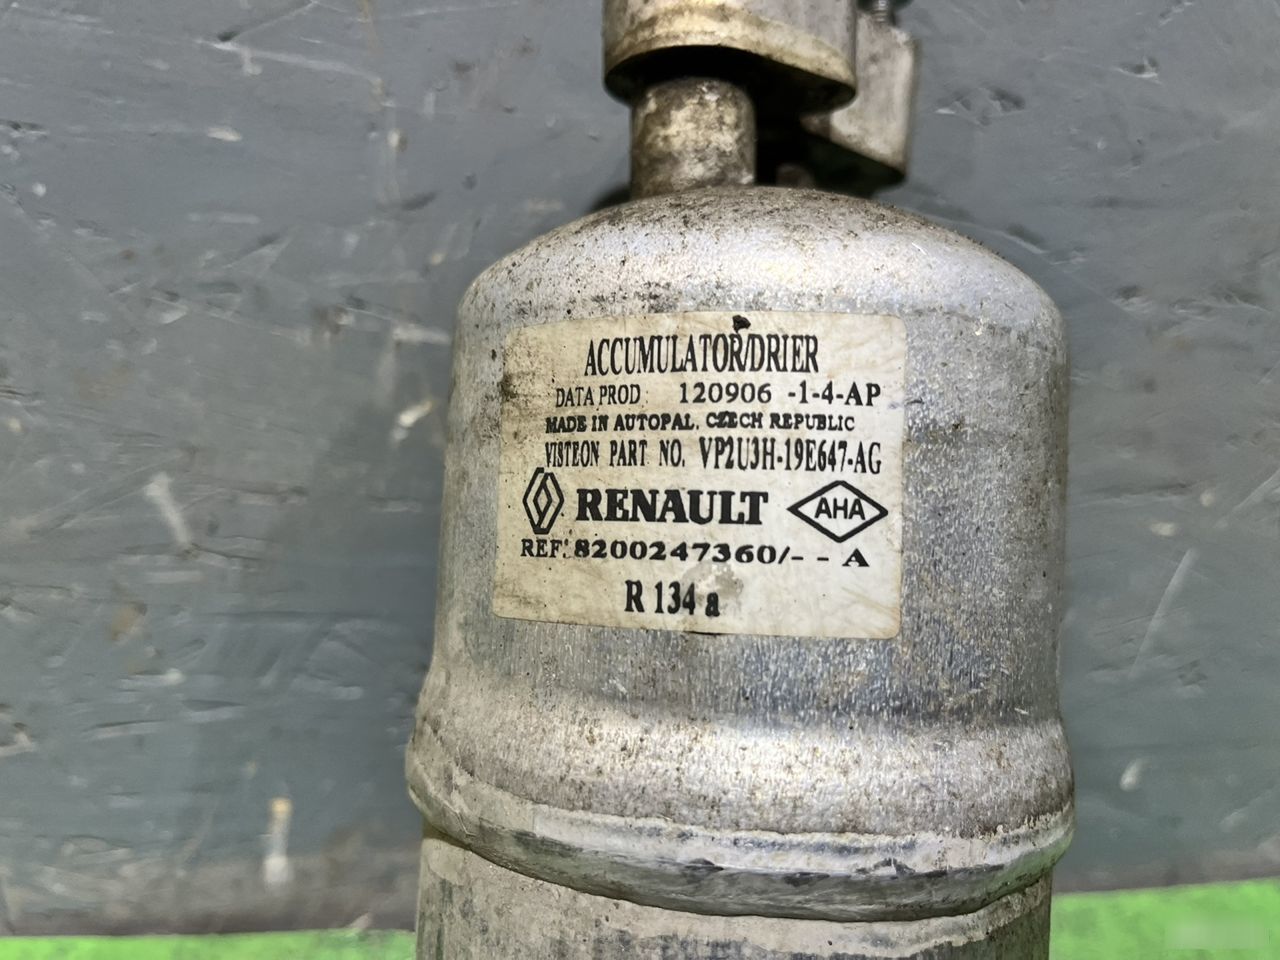 ACCUMULATOR/DRIER
DATA PROD 120906 -1-4-AP
MADE IN AUTOPAL, CZECH REPUBLIC
VISTEON PART NO. VP2U3H-19E647-AG
RENAULT AHA
REF: 8200247360/- - A
R 134 a